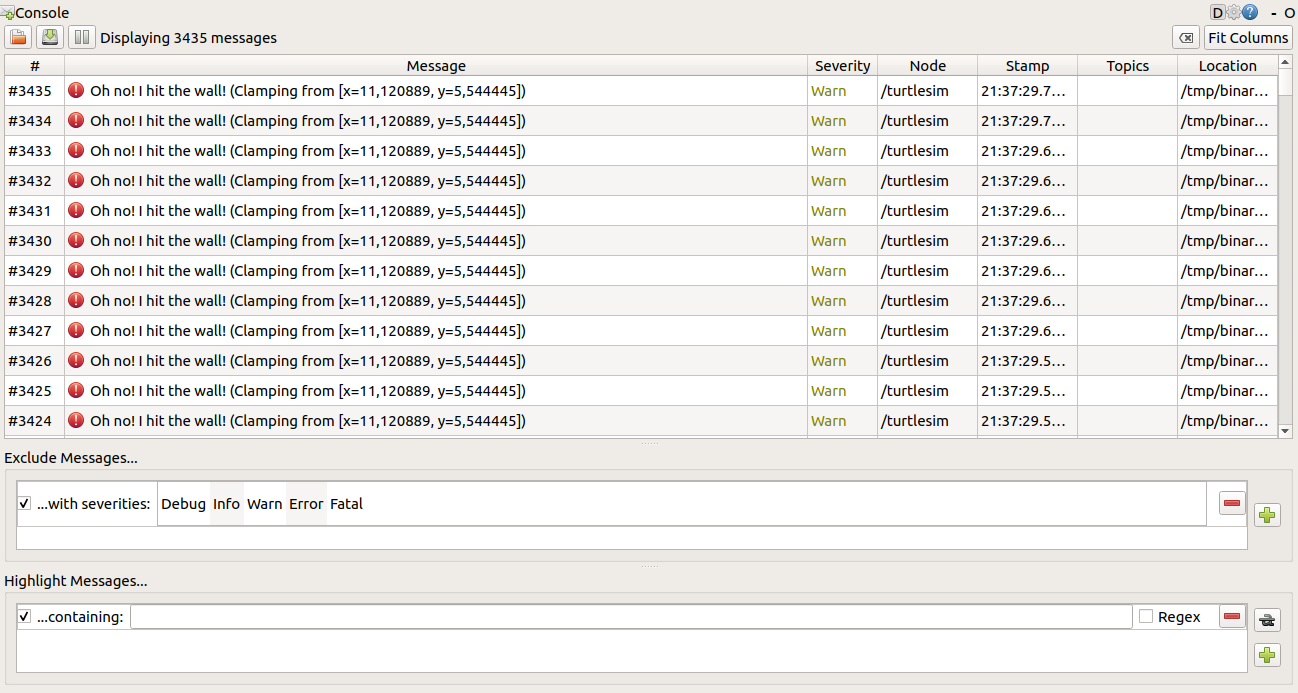 Console D ? - O
Displaying 3435 messages Fit Columns
# Message Severity Node Stamp Topics Location
#3435 Oh no! I hit the wall! (Clamping from [x=11,120889, y=5,544445]) Warn /turtlesim 21:37:29.7... /tmp/binar...
#3434 Oh no! I hit the wall! (Clamping from [x=11,120889, y=5,544445]) Warn /turtlesim 21:37:29.7... /tmp/binar...
#3433 Oh no! I hit the wall! (Clamping from [x=11,120889, y=5,544445]) Warn /turtlesim 21:37:29.6... /tmp/binar...
#3432 Oh no! I hit the wall! (Clamping from [x=11,120889, y=5,544445]) Warn /turtlesim 21:37:29.6... /tmp/binar...
#3431 Oh no! I hit the wall! (Clamping from [x=11,120889, y=5,544445]) Warn /turtlesim 21:37:29.6... /tmp/binar...
#3430 Oh no! I hit the wall! (Clamping from [x=11,120889, y=5,544445]) Warn /turtlesim 21:37:29.6... /tmp/binar...
#3429 Oh no! I hit the wall! (Clamping from [x=11,120889, y=5,544445]) Warn /turtlesim 21:37:29.6... /tmp/binar...
#3428 Oh no! I hit the wall! (Clamping from [x=11,120889, y=5,544445]) Warn /turtlesim 21:37:29.6... /tmp/binar...
#3427 Oh no! I hit the wall! (Clamping from [x=11,120889, y=5,544445]) Warn /turtlesim 21:37:29.6... /tmp/binar...
#3426 Oh no! I hit the wall! (Clamping from [x=11,120889, y=5,544445]) Warn /turtlesim 21:37:29.5... /tmp/binar...
#3425 Oh no! I hit the wall! (Clamping from [x=11,120889, y=5,544445]) Warn /turtlesim 21:37:29.5... /tmp/binar...
#3424 Oh no! I hit the wall! (Clamping from [x=11,120889, y=5,544445]) Warn /turtlesim 21:37:29.5... /tmp/binar...
Exclude Messages...
...with severities: Debug Info Warn Error Fatal
Highlight Messages...
...containing: Regex